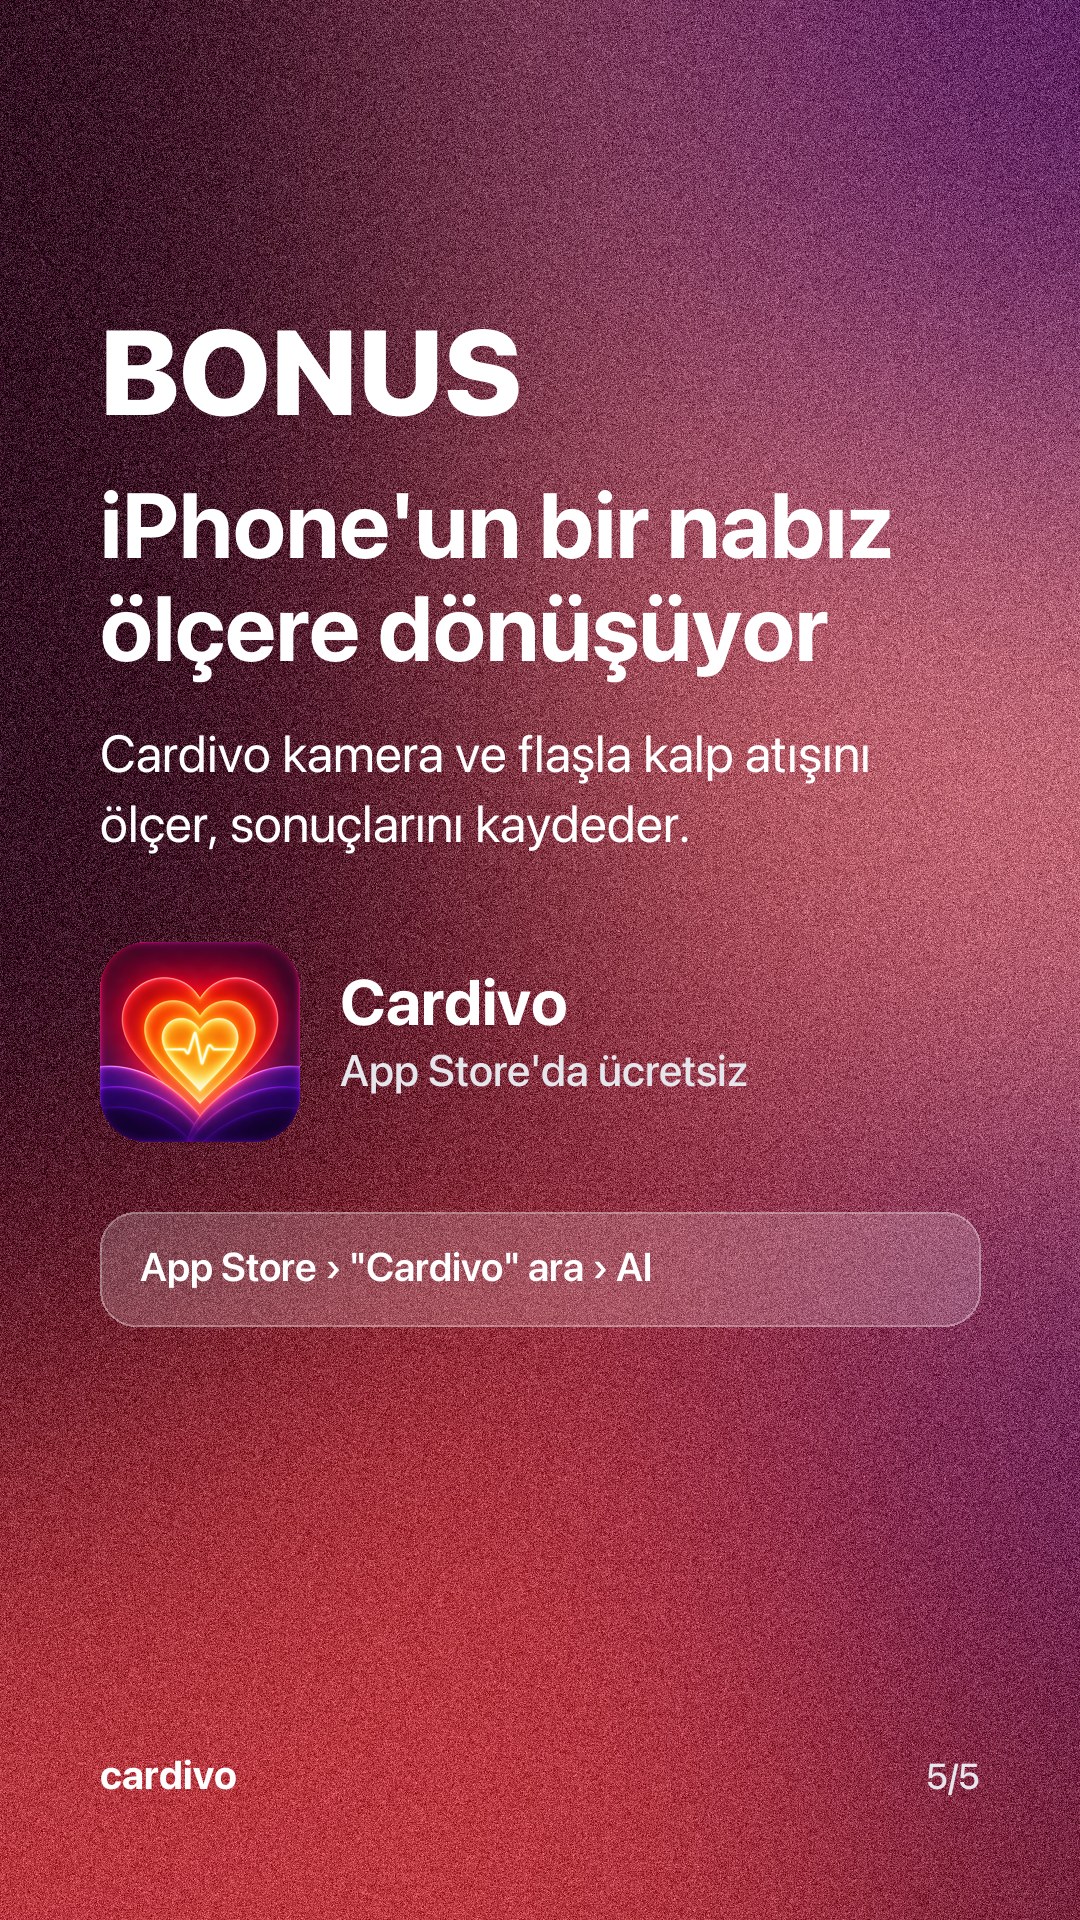 BONUS
iPhone'un bir nabız
ölçere dönüşüyor
Cardivo kamera ve flaşla kalp atışını
ölçer, sonuçlarını kaydeder.
Cardivo
App Store'da ücretsiz
App Store › "Cardivo" ara › Al
cardivo
5/5